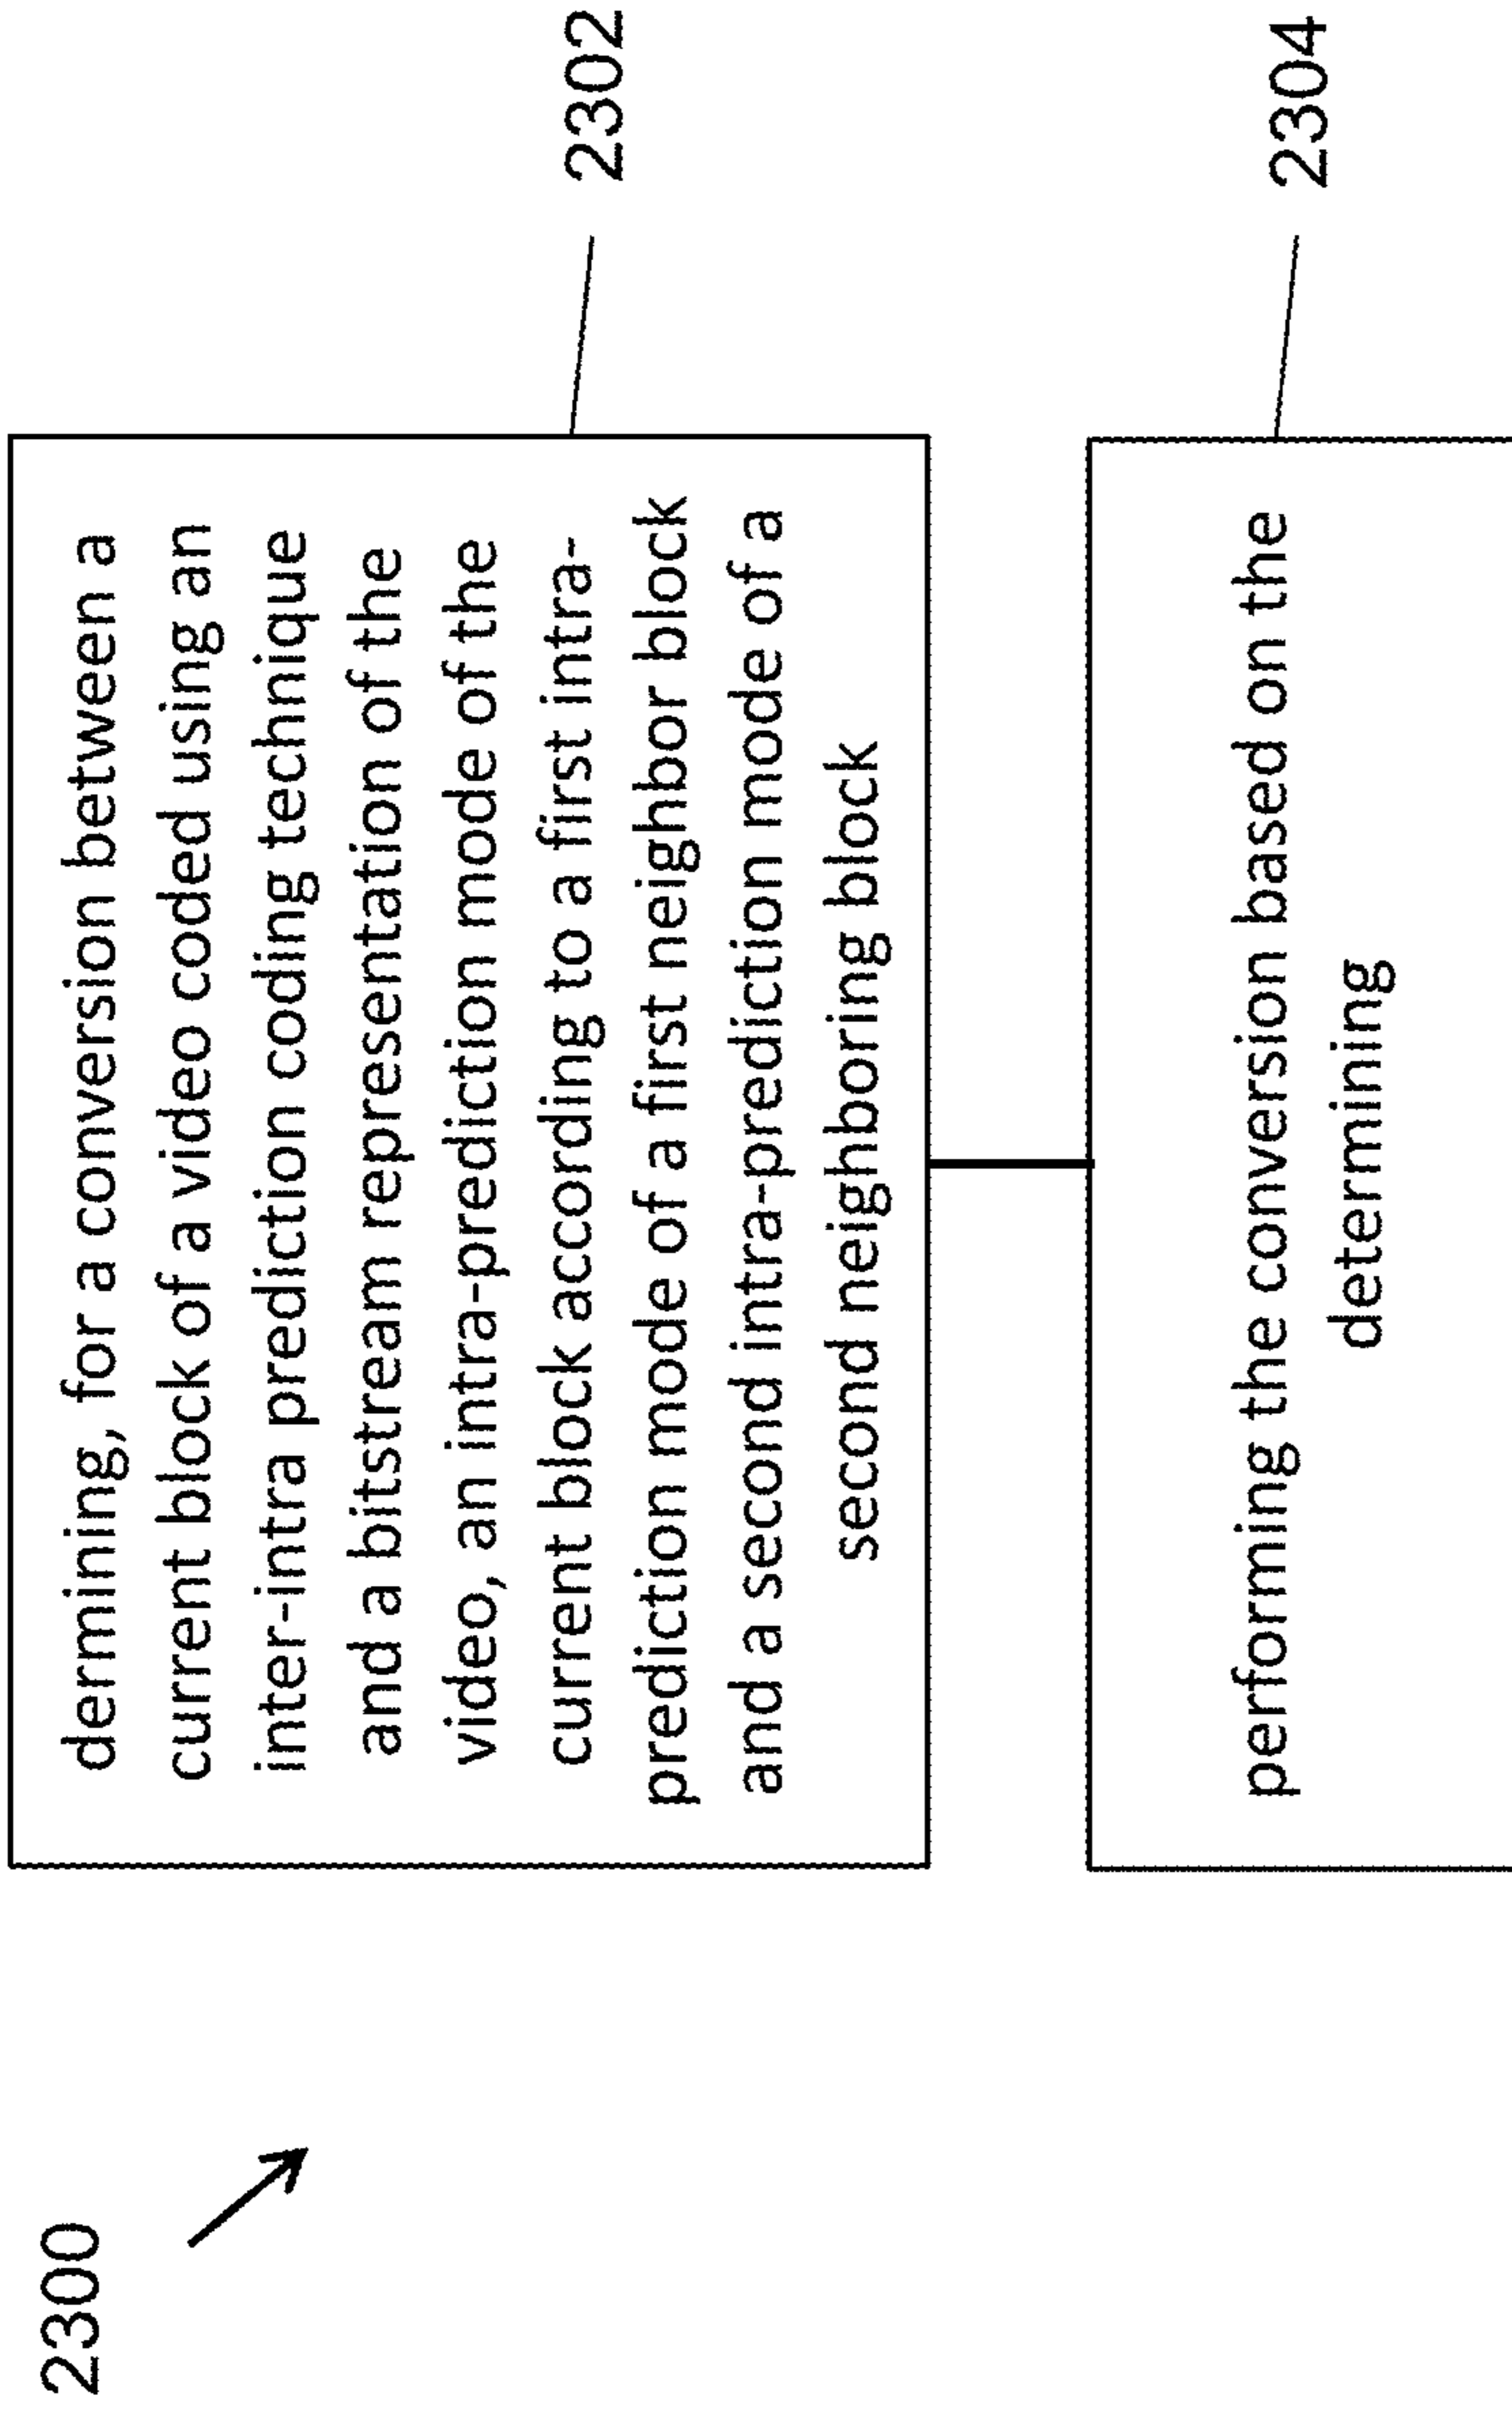 2300
dermining, for a conversion between a
current block of a video coded using an
inter-intra prediction coding technique
and a bitstream representation of the
video, an intra-prediction mode of the
current block according to a first intra-
prediction mode of a first neighbor block
and a second intra-prediction mode of a
second neighboring block
2302
performing the conversion based on the
determining
2304